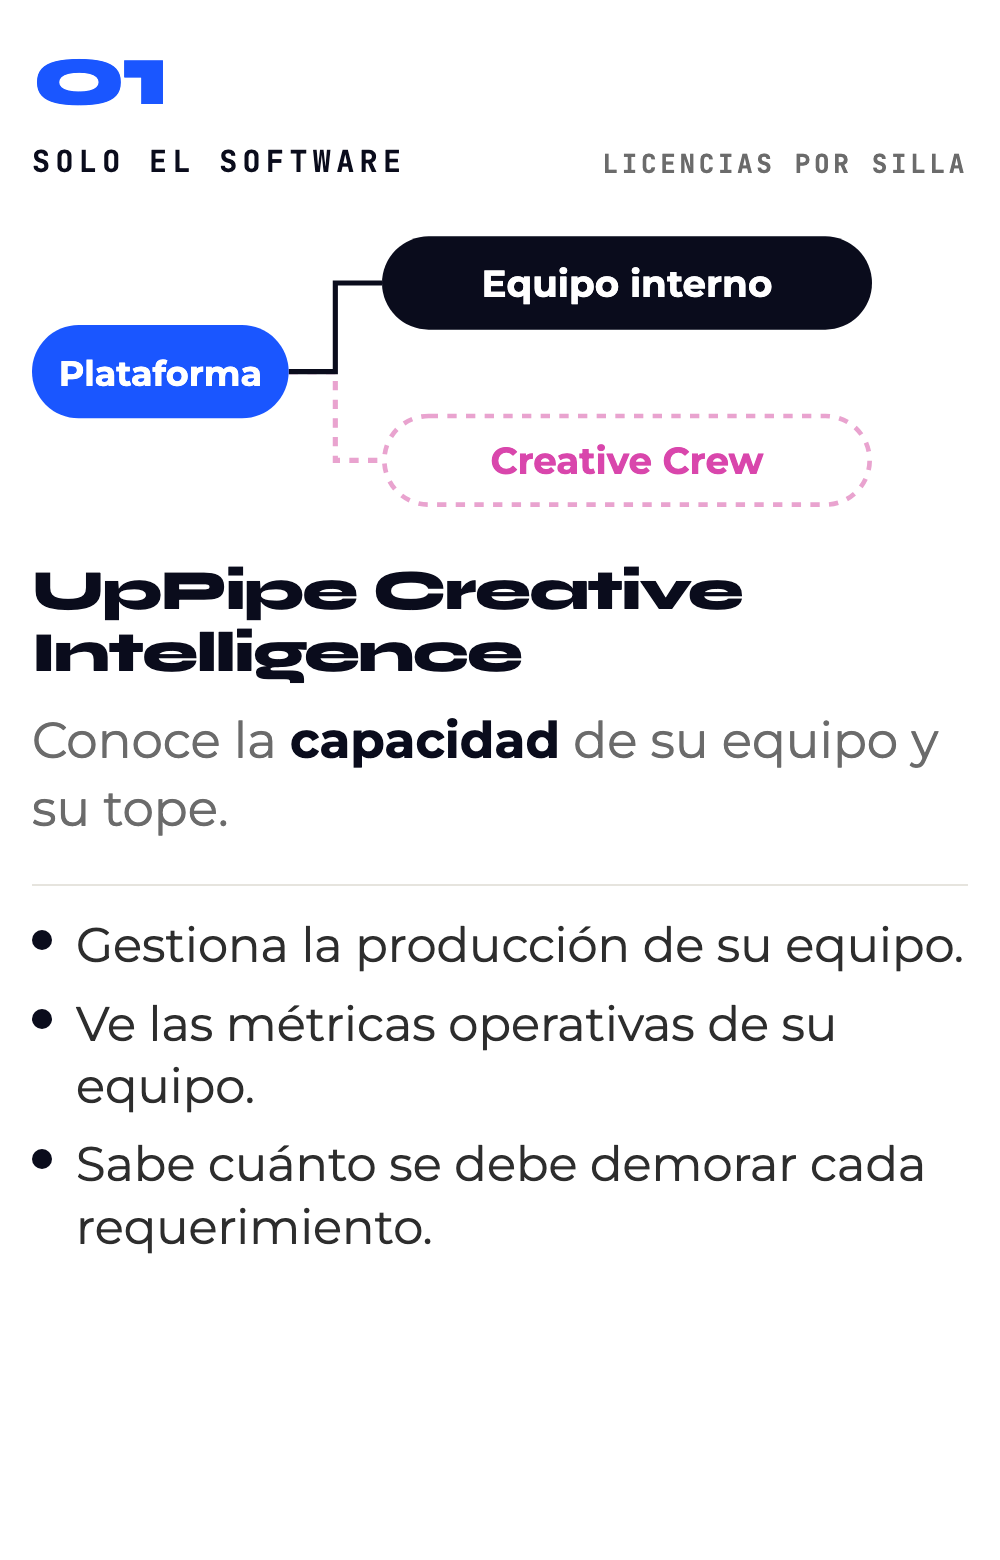 01
SOLO EL SOFTWARE
LICENCIAS POR SILLA
Equipo interno
Plataforma
Creative Crew
UpPipe Creative
Intelligence
Conoce la capacidad de su equipo y
su tope.
Gestiona la producción de su equipo.
Ve las métricas operativas de su
equipo.
Sabe cuánto se debe demorar cada
requerimiento.